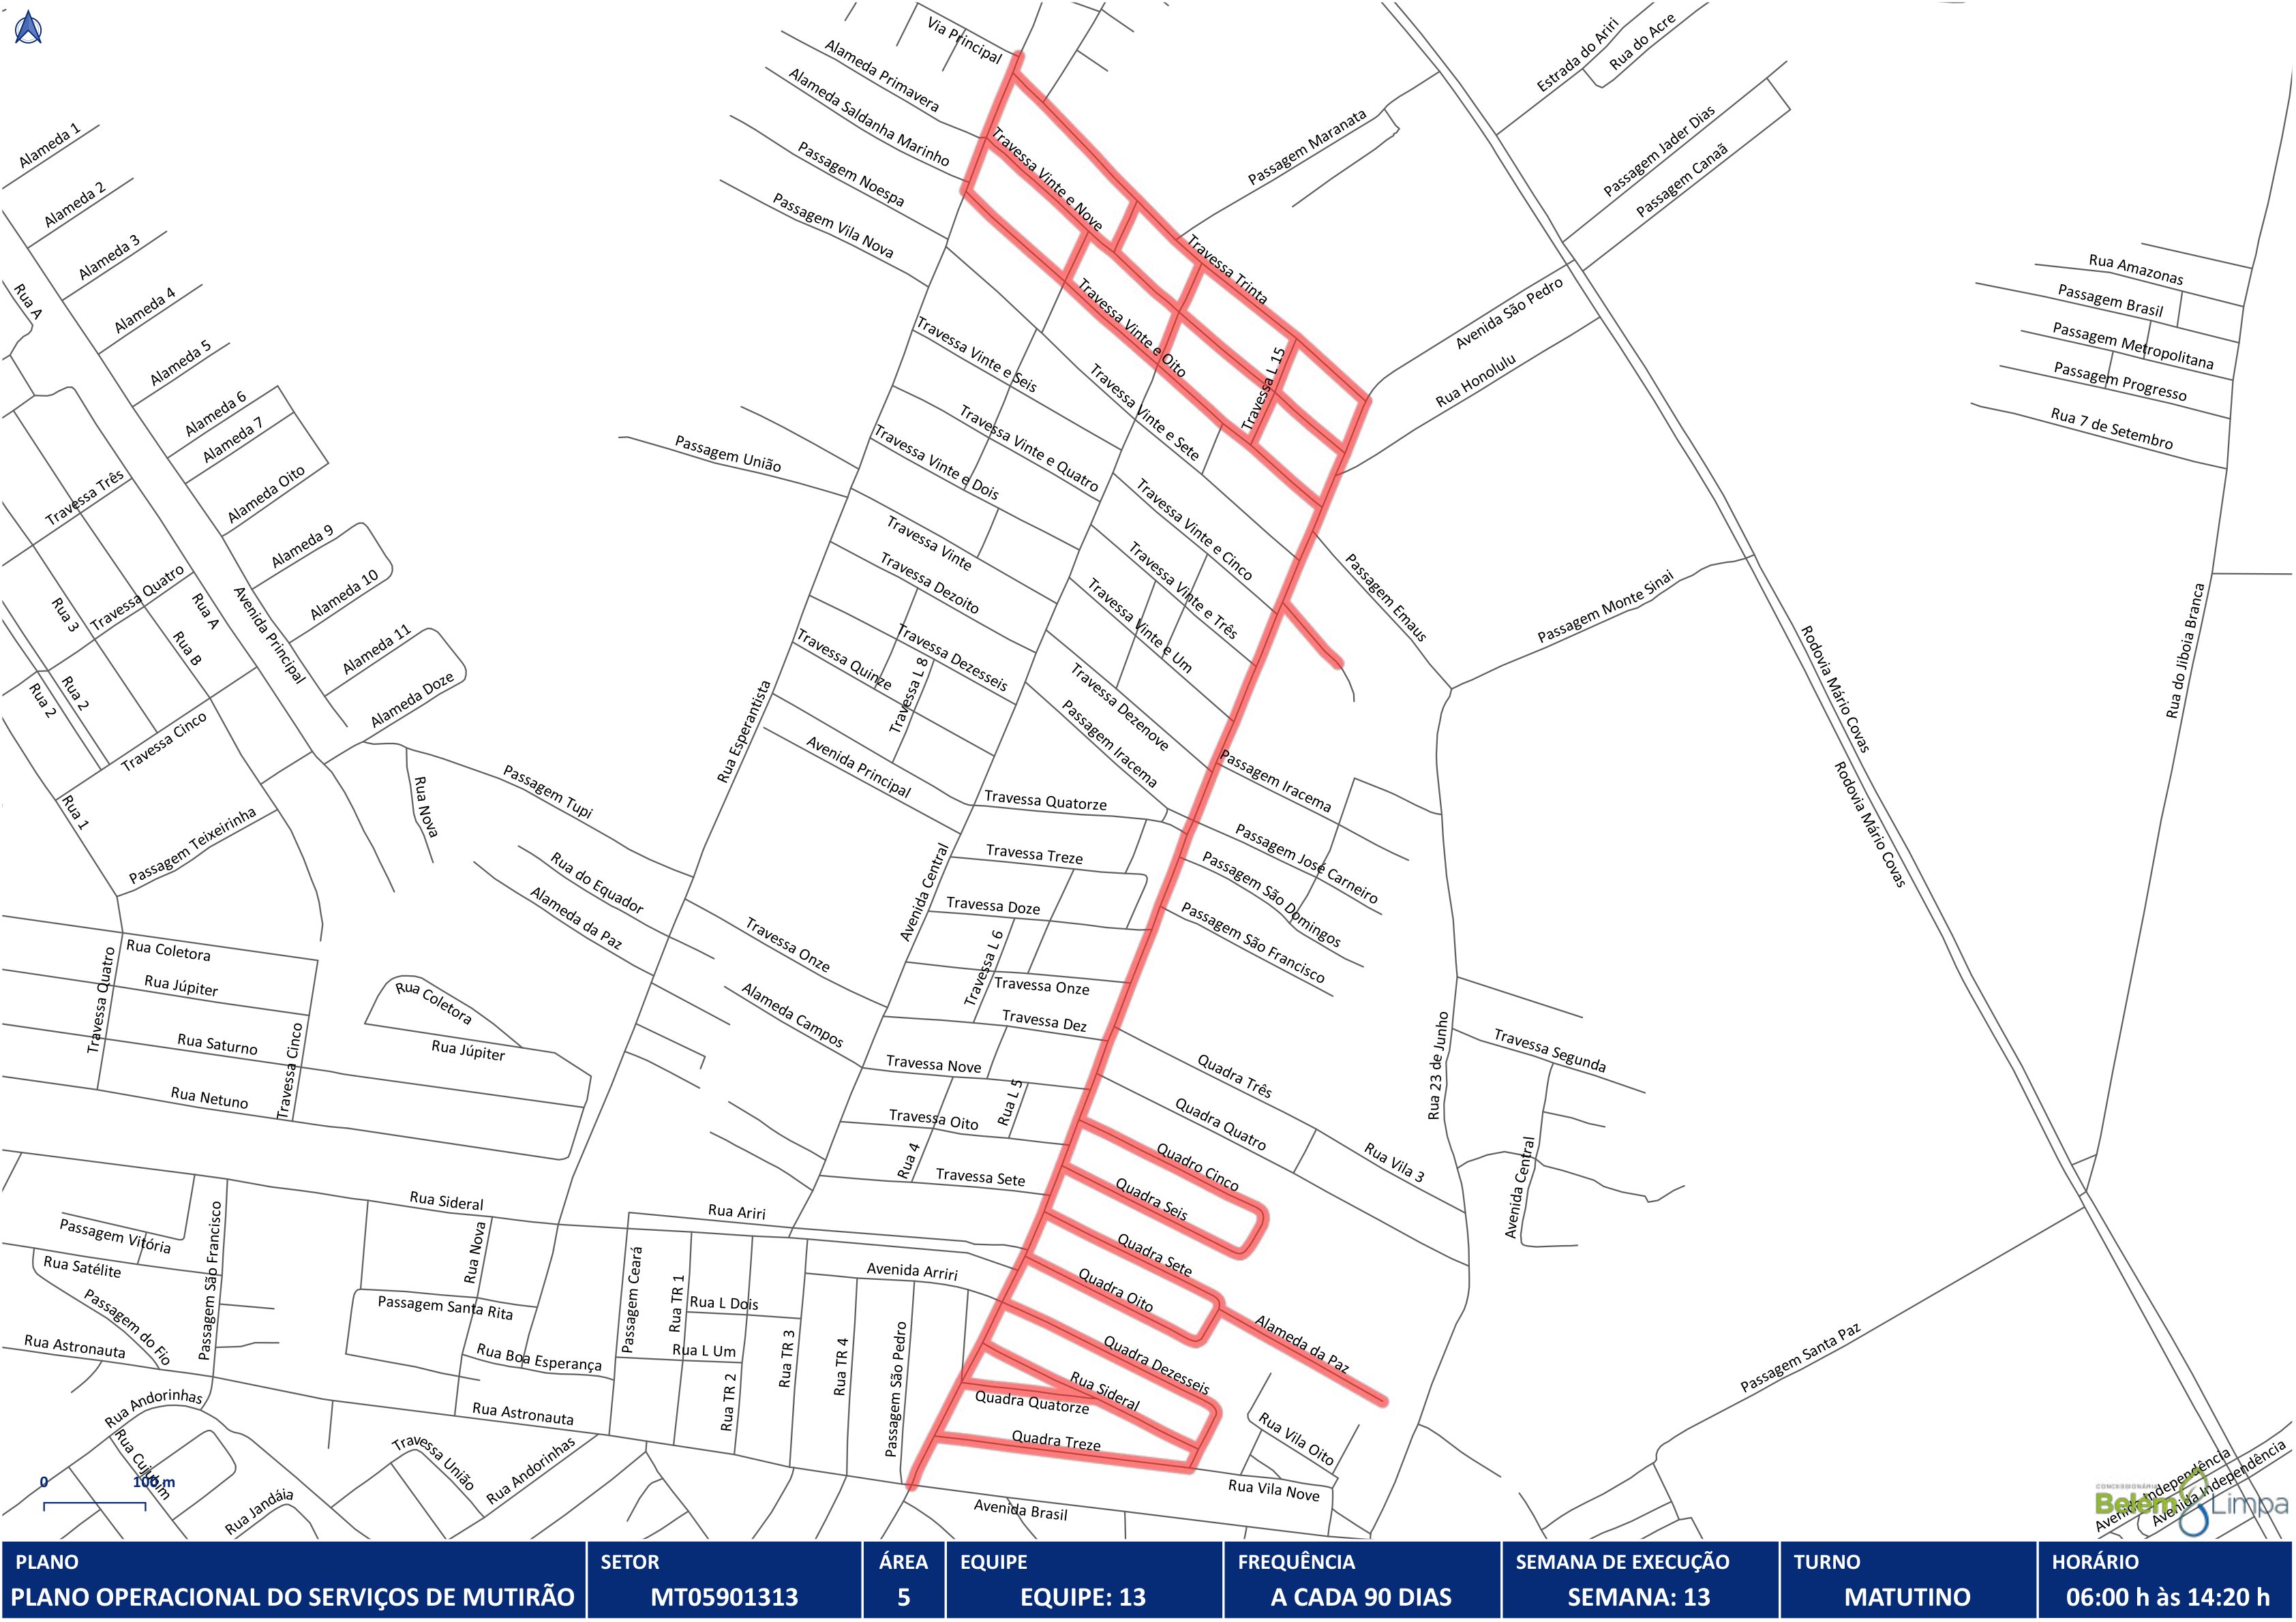 Via Principal
Alameda Primavera
Alameda Saldanha Marinho
Passagem Noespa
Passagem Vila Nova
Estrada do Ariri
Rua do Acre
Passagem Maranata
Passagem Jader Dias
Passagem Canaã
Alameda 1
Alameda 2
Alameda 3
Alameda 4
Alameda 5
Alameda 6
Alameda 7
Alameda Oito
Alameda 9
Alameda 10
Alameda 11
Alameda Doze
Rua A
Travessa Vinte e Nove
Travessa Trinta
Travessa Vinte e Oito
Travessa L 15
Avenida São Pedro
Rua Honolulu
Rua Amazonas
Passagem Brasil
Passagem Metropolitana
Passagem Progresso
Rua 7 de Setembro
Travessa Vinte e Seis
Travessa Vinte e Sete
Travessa Vinte e Quatro
Travessa Vinte e Dois
Passagem União
Travessa Vinte e Cinco
Travessa Vinte
Travessa Vinte e Três
Travessa Dezoito
Travessa Vinte e Um
Travessa Dezesseis
Travessa Quinze
Travessa L 8
Travessa Dezenove
Passagem Iracema
Passagem Emaus
Passagem Monte Sinai
Rodovia Mário Covas
Rodovia Mário Covas
Rua do Jiboia Branca
Travessa Três
Travessa Quatro
Rua 3
Rua A
Rua B
Avenida Principal
Rua 2
Rua 2
Travessa Cinco
Rua 1
Passagem Teixeirinha
Rua Nova
Passagem Tupi
Rua Esperantista
Avenida Principal
Travessa Quatorze
Passagem Iracema
Passagem José Carneiro
Passagem São Domingos
Passagem São Francisco
Travessa Treze
Travessa Doze
Avenida Central
Travessa L 6
Travessa Onze
Travessa Dez
Rua do Equador
Alameda da Paz
Travessa Onze
Alameda Campos
Travessa Nove
Travessa Oito
Rua L 5
Rua 4
Travessa Sete
Rua Coletora
Rua Júpiter
Rua Saturno
Rua Netuno
Travessa Quatro
Travessa Cinco
Rua Coletora
Rua Júpiter
Quadra Três
Quadra Quatro
Rua Vila 3
Rua 23 de Junho
Travessa Segunda
Avenida Central
Quadro Cinco
Quadra Seis
Quadra Sete
Quadra Oito
Alameda da Paz
Quadra Dezesseis
Rua Sideral
Quadra Quatorze
Quadra Treze
Rua Vila Oito
Rua Vila Nove
Avenida Brasil
Passagem Santa Paz
Rua Sideral
Rua Ariri
Avenida Arriri
Passagem Vitória
Rua Satélite
Passagem do Fio
Passagem São Francisco
Rua Astronauta
Rua Nova
Passagem Santa Rita
Rua Boa Esperança
Passagem Ceará
Rua TR 1
Rua L Dois
Rua L Um
Rua TR 2
Rua TR 3
Rua TR 4
Passagem São Pedro
Rua Astronauta
Rua Andorinhas
Rua Cujubim
Rua Jandáia
Travessa União
Rua Andorinhas
0 100 m
Avenida Independência
Avenida Independência
CONCESSIONÁRIA
Belém Limpa
PLANO SETOR ÁREA EQUIPE FREQUÊNCIA SEMANA DE EXECUÇÃO TURNO HORÁRIO
PLANO OPERACIONAL DO SERVIÇOS DE MUTIRÃO MT05901313 5 EQUIPE: 13 A CADA 90 DIAS SEMANA: 13 MATUTINO 06:00 h às 14:20 h